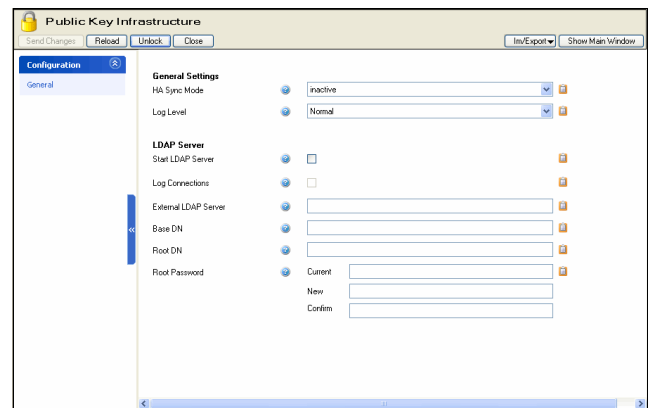 Public Key Infrastructure
Send Changes Reload Unlock Close Im/Export Show Main Window
Configuration
General
General Settings
HA Sync Mode inactive
Log Level Normal
LDAP Server
Start LDAP Server
Log Connections
External LDAP Server
Base DN
Root DN
Root Password Current
New
Confirm